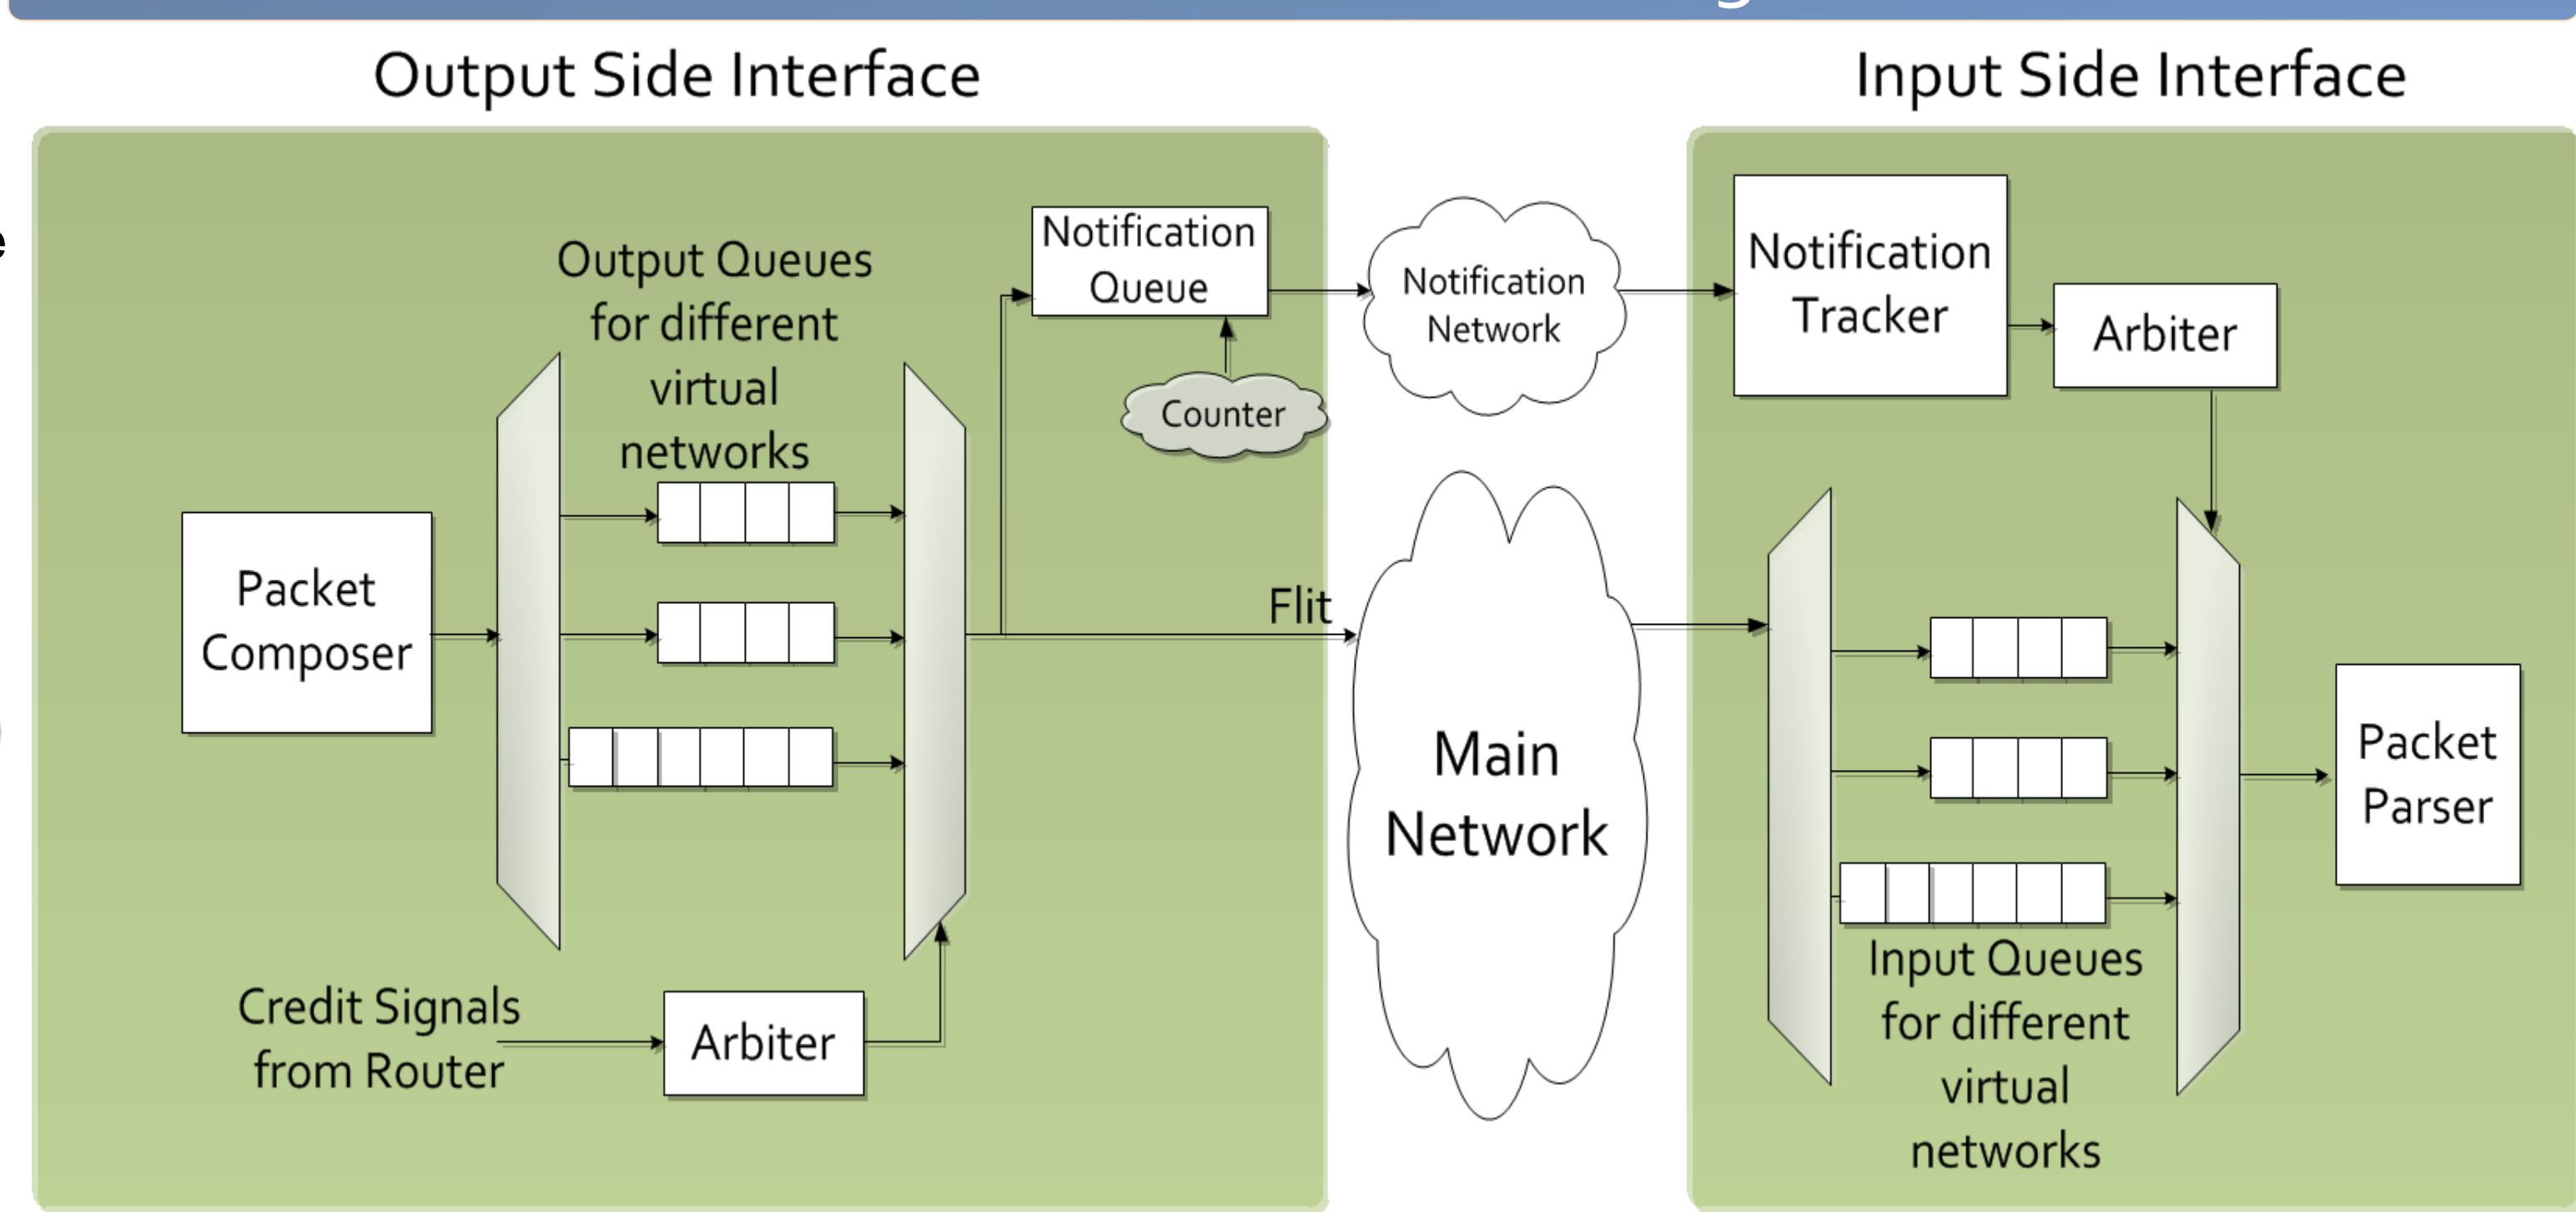 Output Side Interface
Input Side Interface
Output Queues
for different
virtual
networks
Notification
Queue
Counter
Notification
Network
Notification
Tracker
Arbiter
Packet
Composer
Flit
Main
Network
Packet
Parser
Credit Signals
from Router
Arbiter
Input Queues
for different
virtual
networks